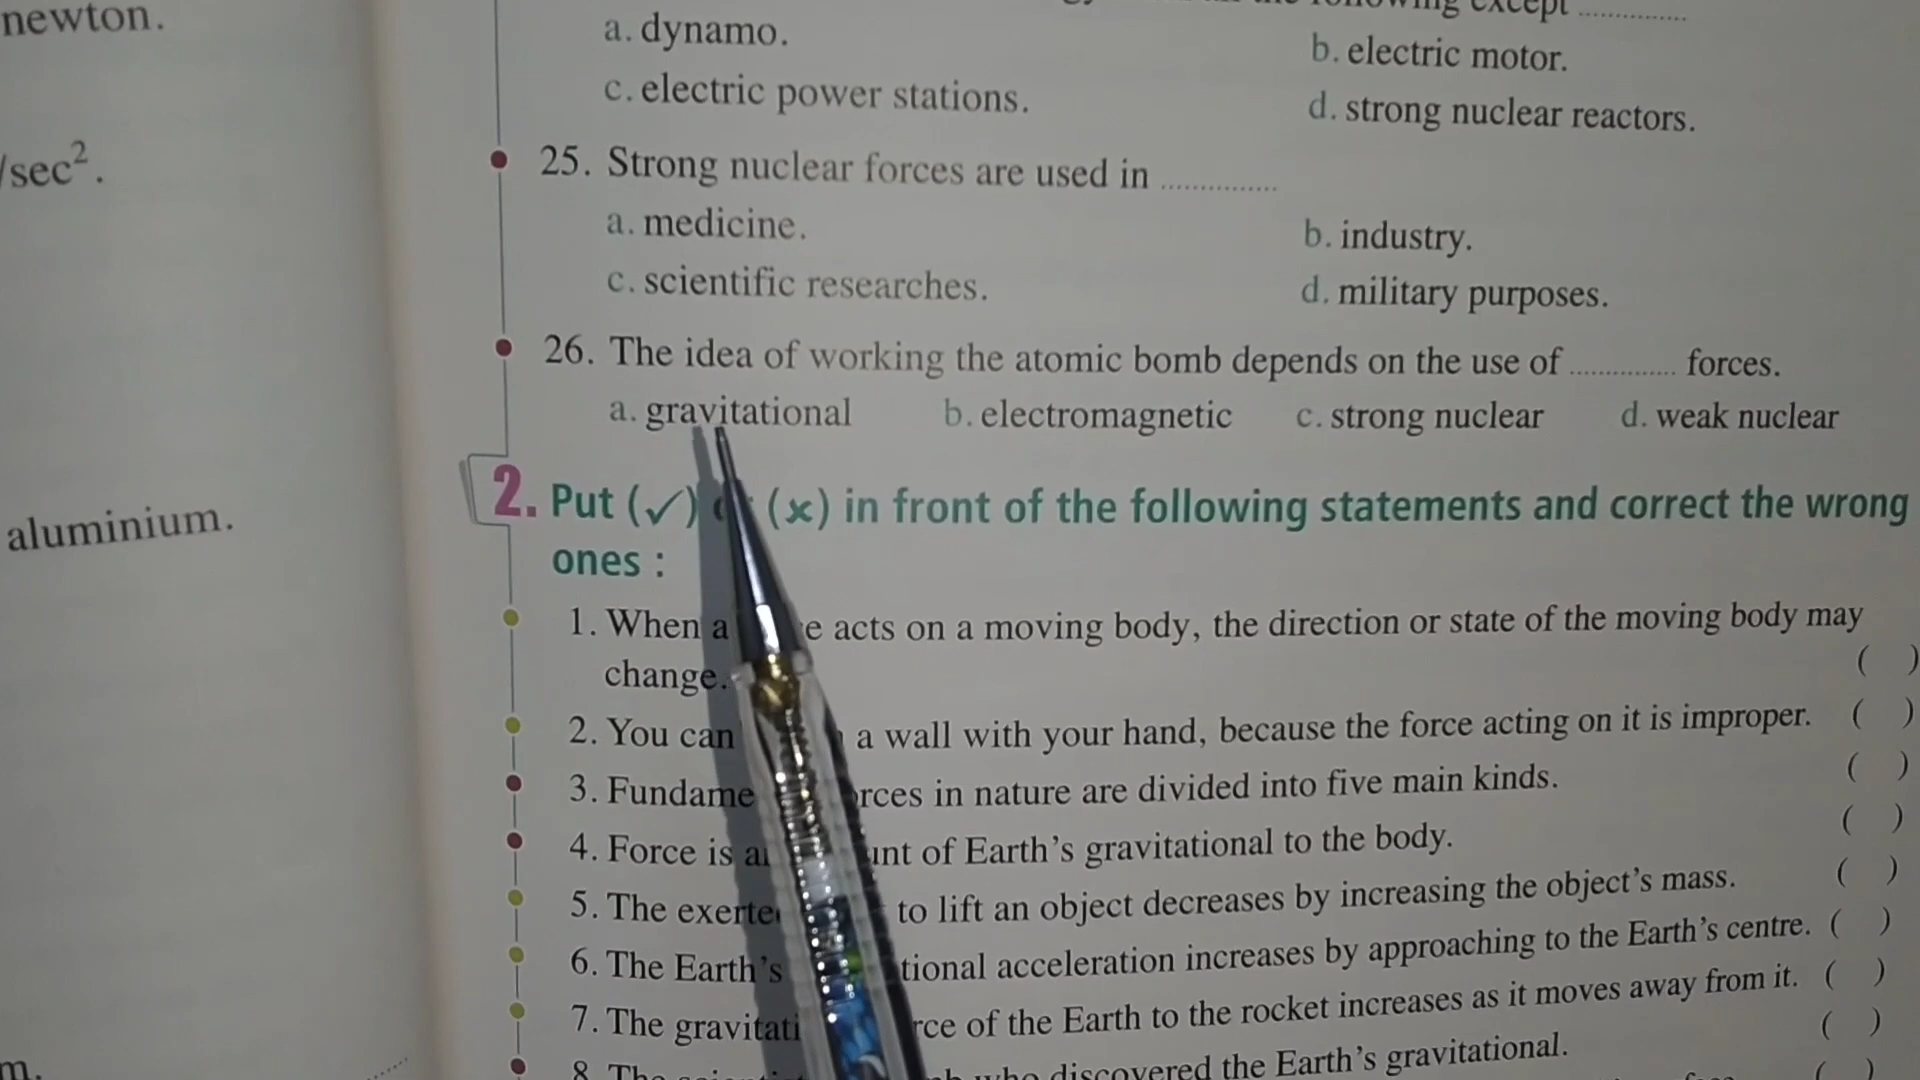 newton.
/sec².
aluminium.
m.
following except ...............
a. dynamo.
b. electric motor.
c. electric power stations.
d. strong nuclear reactors.
25. Strong nuclear forces are used in ...............
a. medicine.
b. industry.
c. scientific researches.
d. military purposes.
26. The idea of working the atomic bomb depends on the use of ............... forces.
a. gravitational b. electromagnetic c. strong nuclear d. weak nuclear
2. Put (✓) (×) in front of the following statements and correct the wrong
ones :
1. When a acts on a moving body, the direction or state of the moving body may
change. ( )
2. You can a wall with your hand, because the force acting on it is improper. ( )
3. Fundame rces in nature are divided into five main kinds. ( )
4. Force is unt of Earth's gravitational to the body. ( )
5. The exerte to lift an object decreases by increasing the object's mass. ( )
6. The Earth's tional acceleration increases by approaching to the Earth's centre. ( )
7. The gravitati rce of the Earth to the rocket increases as it moves away from it. ( )
8 who discovered the Earth's gravitational. ( )